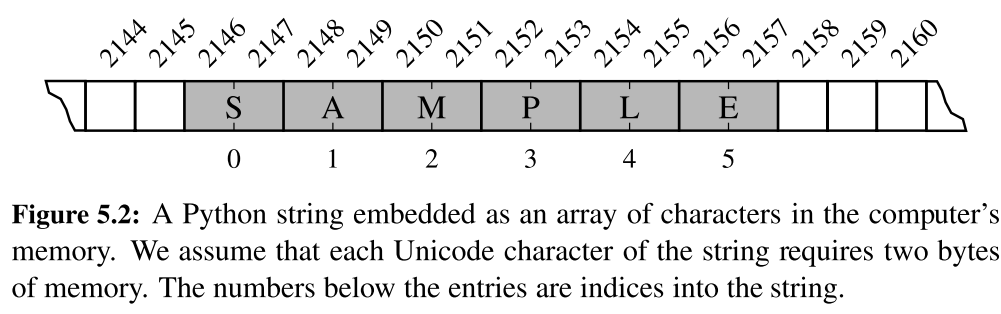 2144 2145 2146 2147 2148 2149 2150 2151 2152 2153 2154 2155 2156 2157 2158 2159 2160
S A M P L E
0 1 2 3 4 5
Figure 5.2: A Python string embedded as an array of characters in the computer’s
memory. We assume that each Unicode character of the string requires two bytes
of memory. The numbers below the entries are indices into the string.